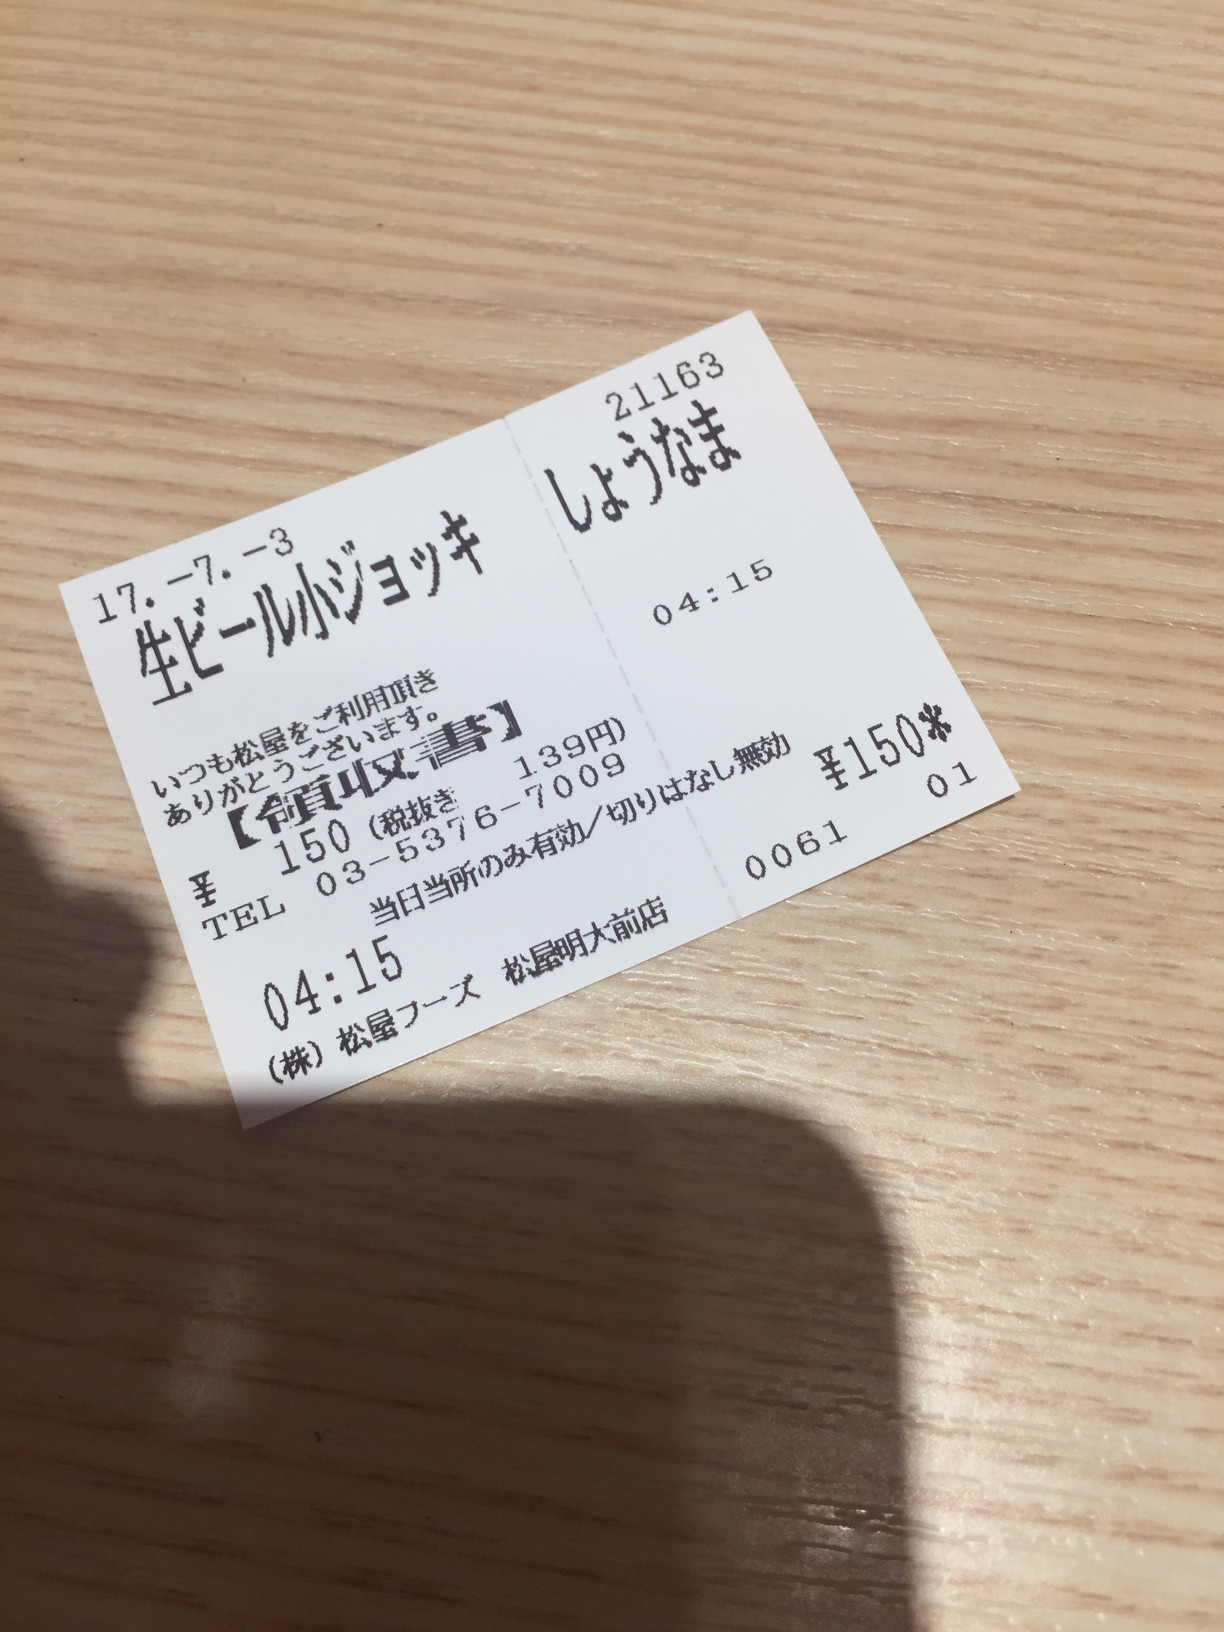 17.-7.-3
生ビール小ジョッキ
いつも松屋をご利用頂き
ありがとうございます。
【領収書】
¥ 150 (税抜き 139円)
TEL 03-5376-7009
当日当所のみ有効/切りはなし無効
04:15
(株) 松屋フーズ 松屋明大前店
21163
しょうなま
04:15
¥150※
01
0061